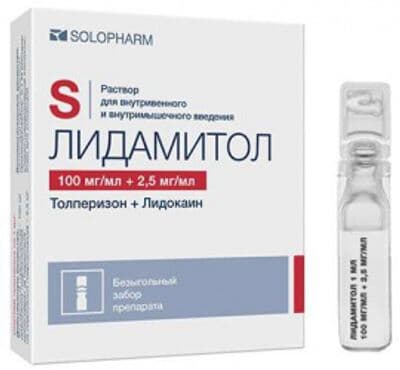 SOLOPHARM
S
Раствор
для внутривенного
и внутримышечного введения
ЛИДАМИТОЛ
100 мг/мл + 2,5 мг/мл
Толперизон + Лидокаин
Безыгольный
забор
препарата
ЛИДАМИТОЛ 1 МЛ
100 МГ/МЛ + 2,5 МГ/МЛ